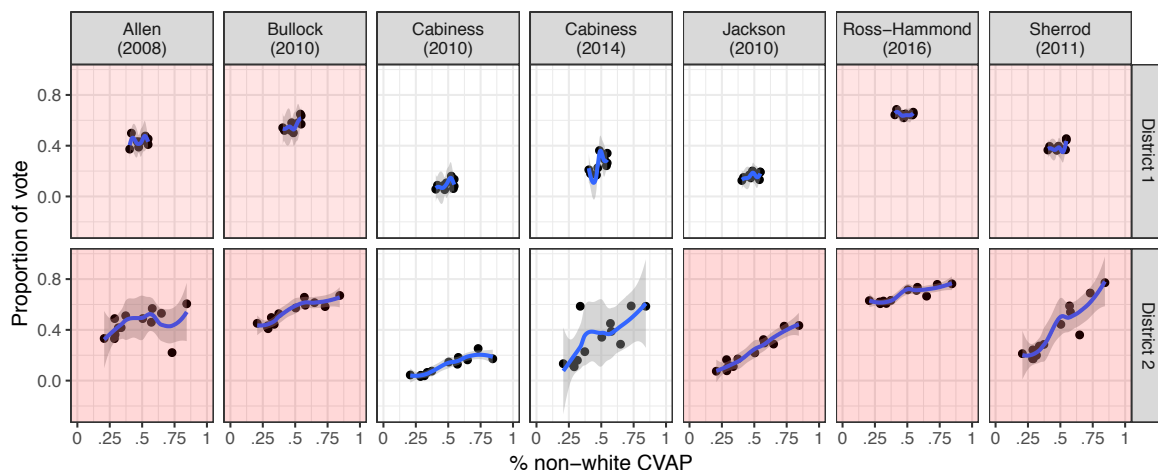 Allen Bullock Cabiness Cabiness Jackson Ross−Hammond Sherrod
(2008) (2010) (2010) (2014) (2010) (2016) (2011)
0.8
0.4
0.0
District 1
Proportion of vote
0.8
0.4
0.0
District 2
0 .25 .5 .75 1 0 .25 .5 .75 1 0 .25 .5 .75 1 0 .25 .5 .75 1 0 .25 .5 .75 1 0 .25 .5 .75 1 0 .25 .5 .75 1
% non−white CVAP